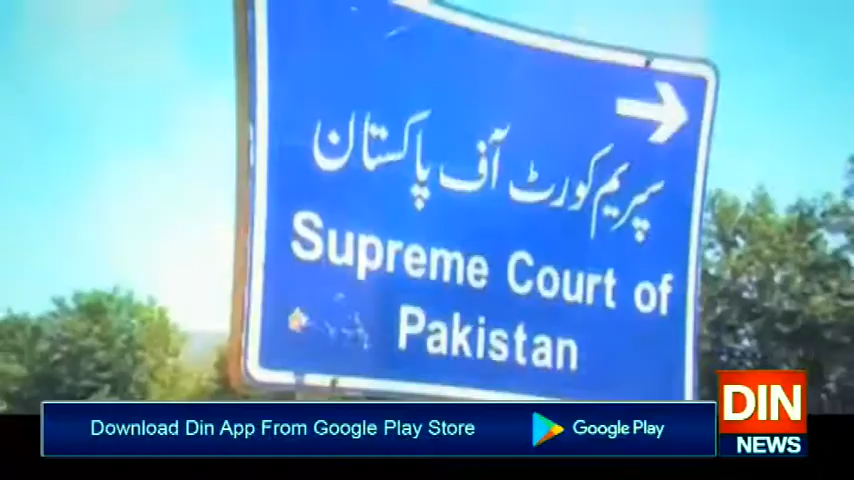 سپریم کورٹ آف پاکستان
Supreme Court of
Pakistan
Download Din App From Google Play Store
Google Play
DIN
NEWS